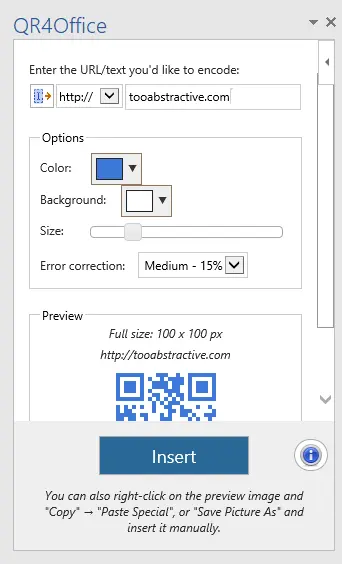 QR4Office
Enter the URL/text you'd like to encode:
http:// tooabstractive.com
Options
Color:
Background:
Size:
Error correction: Medium - 15%
Preview
Full size: 100 x 100 px
http://tooabstractive.com
Insert
You can also right-click on the preview image and
"Copy" → "Paste Special", or "Save Picture As" and
insert it manually.